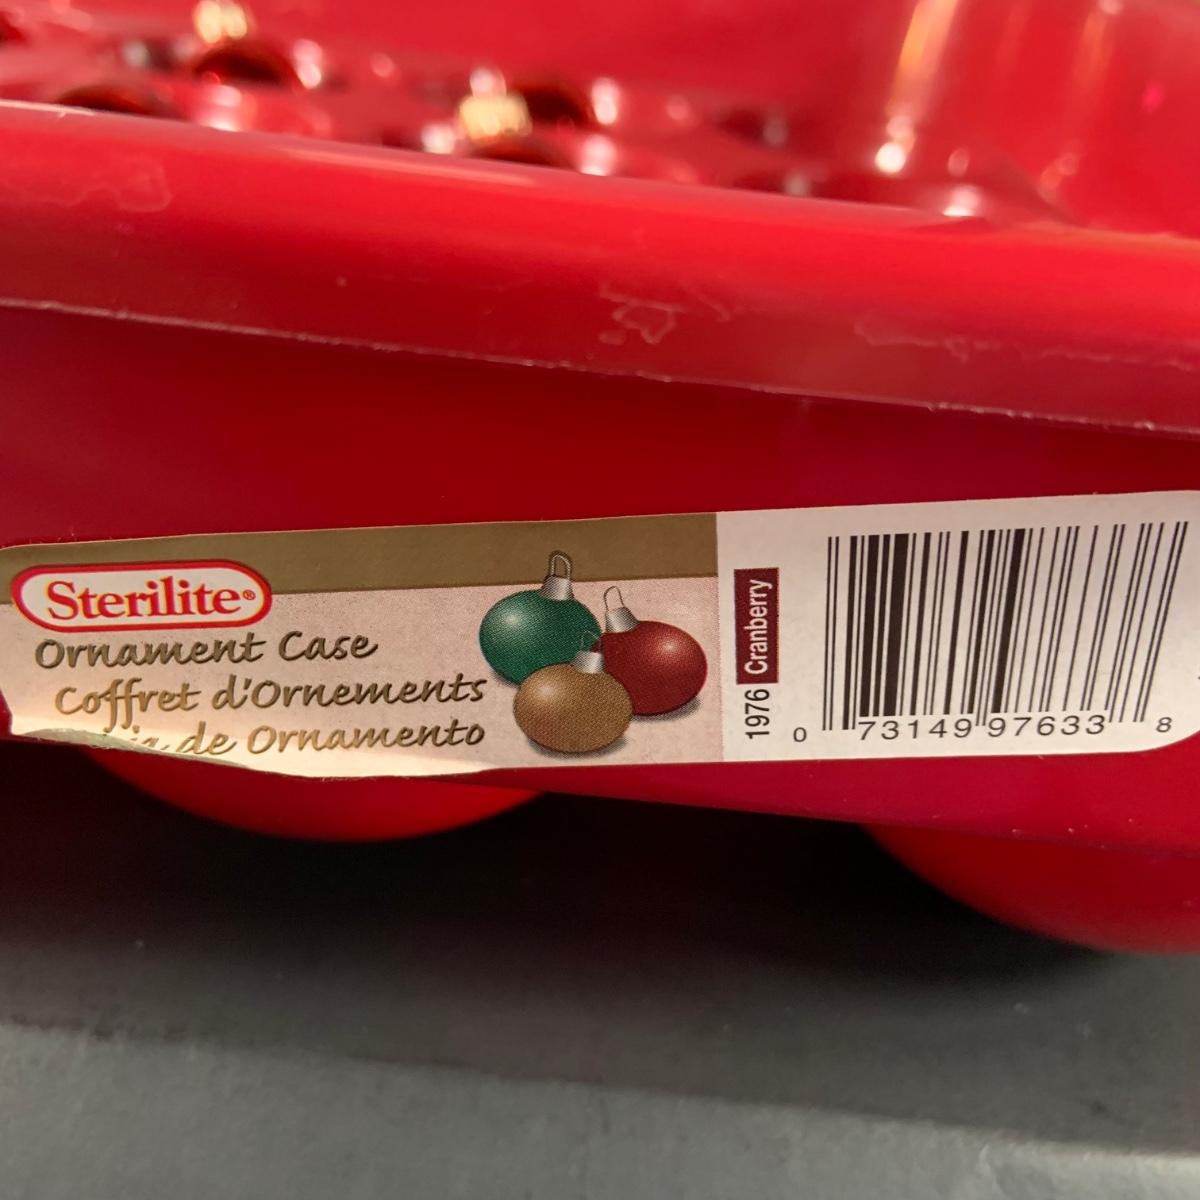 Sterilite®
Ornament Case
Coffret d'Ornements
de Ornamento
1976 Cranberry
0 73149 97633 8